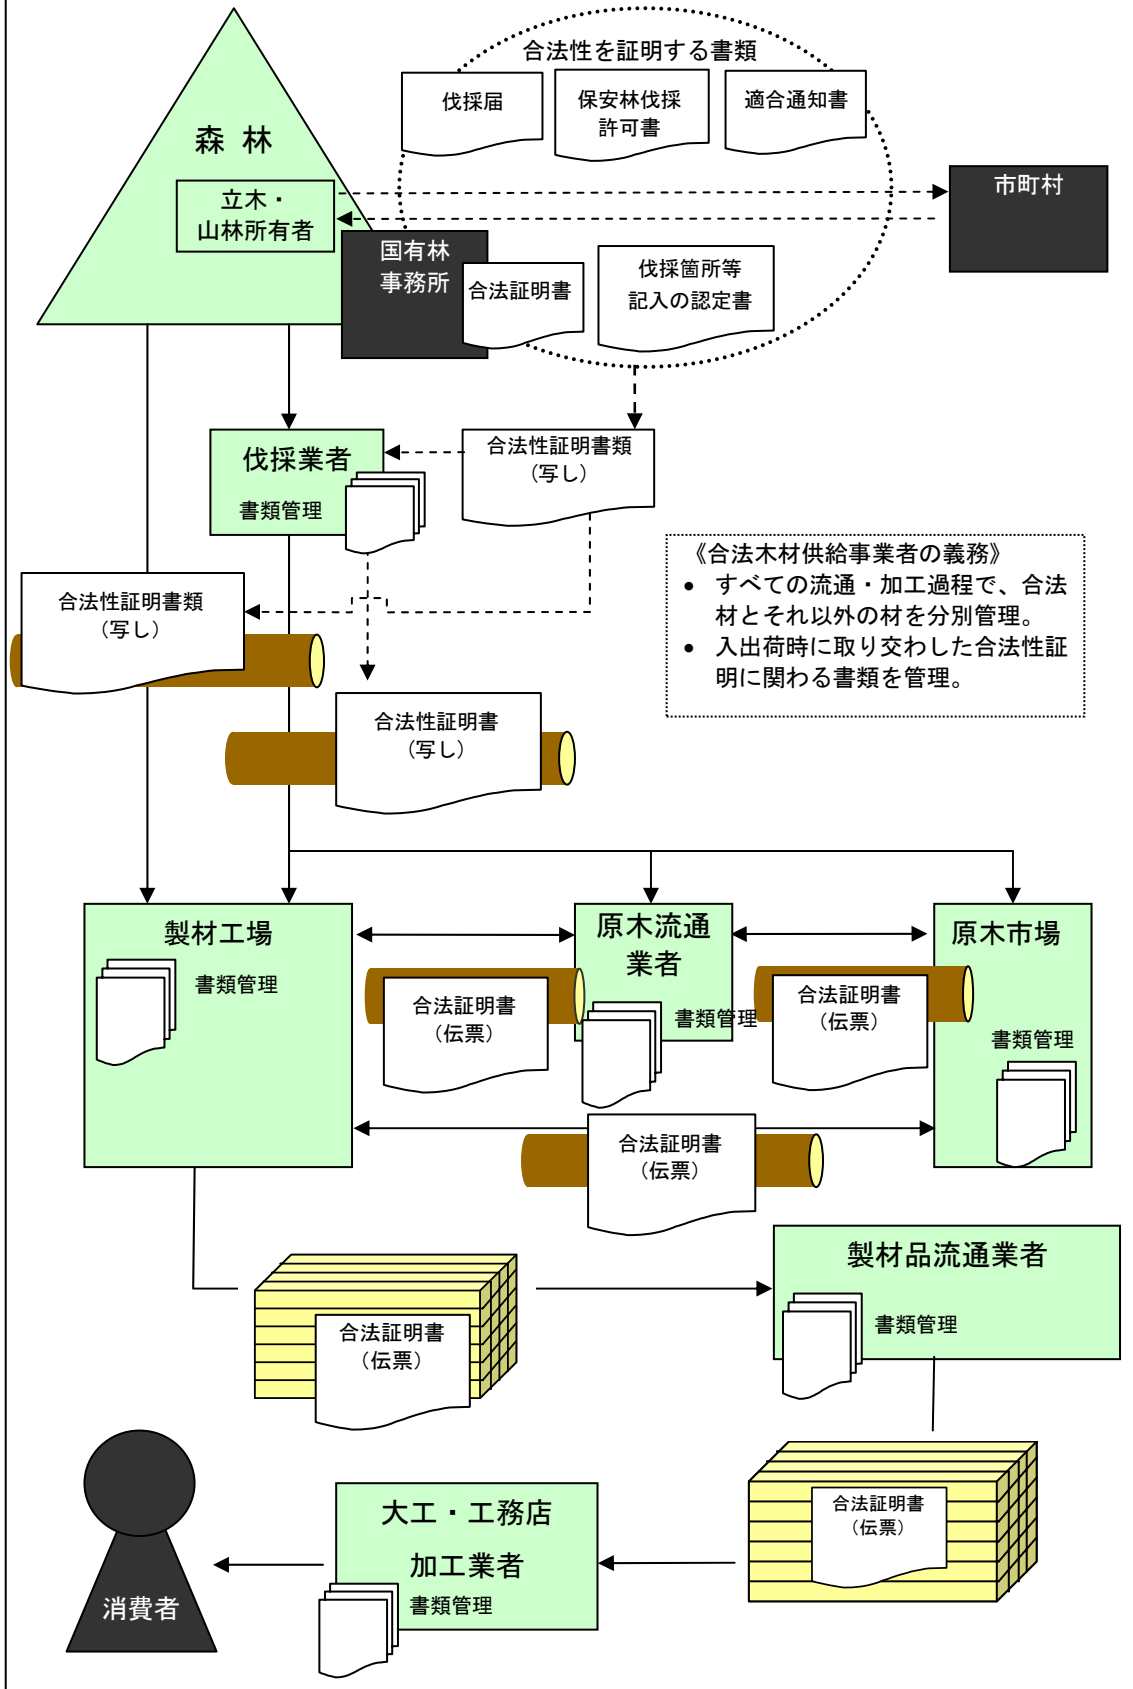 合法性を証明する書類
伐採届
保安林伐採
許可書
適合通知書
森 林
立木・
山林所有者
市町村
国有林
事務所
合法証明書
伐採箇所等
記入の認定書
伐採業者
書類管理
合法性証明書類
（写し）
《合法木材供給事業者の義務》
• すべての流通・加工過程で、合法
材とそれ以外の材を分別管理。
• 入出荷時に取り交わした合法性証
明に関わる書類を管理。
合法性証明書類
（写し）
合法性証明書
（写し）
製材工場
書類管理
原木流通
業者
書類管理
原木市場
書類管理
合法証明書
（伝票）
合法証明書
（伝票）
合法証明書
（伝票）
製材品流通業者
書類管理
合法証明書
（伝票）
合法証明書
（伝票）
大工・工務店
加工業者
書類管理
消費者